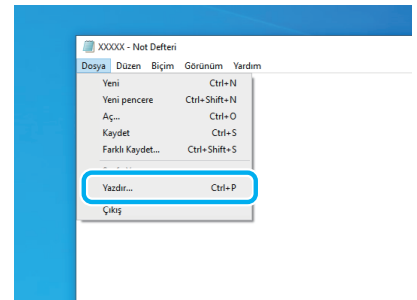 XXXXX - Not Defteri
Dosya Düzen Biçim Görünüm Yardım
Yeni Ctrl+N
Yeni pencere Ctrl+Shift+N
Aç... Ctrl+O
Kaydet Ctrl+S
Farklı Kaydet... Ctrl+Shift+S
Yazdır... Ctrl+P
Çıkış